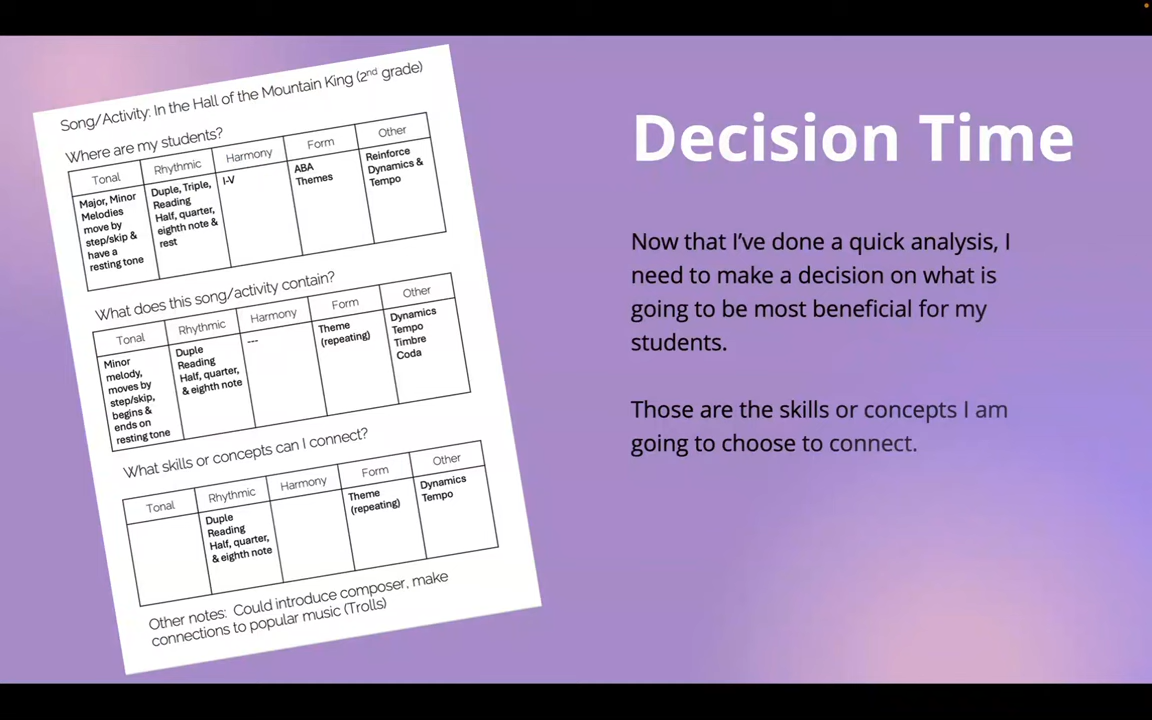 Song/Activity: In the Hall of the Mountain King (2nd grade)
Where are my students?
Tonal
Rhythmic
Harmony
Form
Other
Major, Minor
Melodies
move by
step/skip &
have a
resting tone
Duple, Triple,
Reading
Half, quarter,
eighth note &
rest
I-V
ABA
Themes
Reinforce
Dynamics &
Tempo
What does this song/activity contain?
Tonal
Rhythmic
Harmony
Form
Other
Minor
melody,
moves by
step/skip,
begins &
ends on
resting tone
Duple
Reading
Half, quarter,
& eighth note
---
Theme
(repeating)
Dynamics
Tempo
Timbre
Coda
What skills or concepts can I connect?
Tonal
Rhythmic
Harmony
Form
Other
Duple
Reading
Half, quarter,
& eighth note
Theme
(repeating)
Dynamics
Tempo
Other notes: Could introduce composer, make
connections to popular music (Trolls)
Decision Time
Now that I’ve done a quick analysis, I
need to make a decision on what is
going to be most beneficial for my
students.
Those are the skills or concepts I am
going to choose to connect.